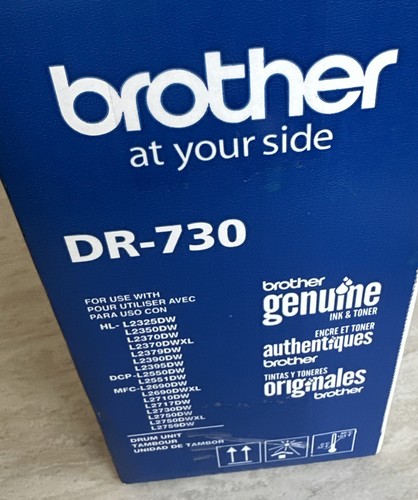 brother
at your side
DR-730
FOR USE WITH
POUR UTILISER AVEC
PARA USO CON
HL- L2325DW
L2350DW
L2370DW
L2370DWXL
L2379DW
L2390DW
L2395DW
DCP-L2550DW
L2551DW
MFC-L2690DW
L2690DWXL
L2710DW
L2717DW
L2730DW
L2750DW
L2750DWXL
L2759DW
DRUM UNIT
TAMBOUR
UNIDAD DE TAMBOR
brother
genuine
INK & TONER
ENCRE ET TONER
authentiques
brother
TINTAS Y TONERES
originales
brother